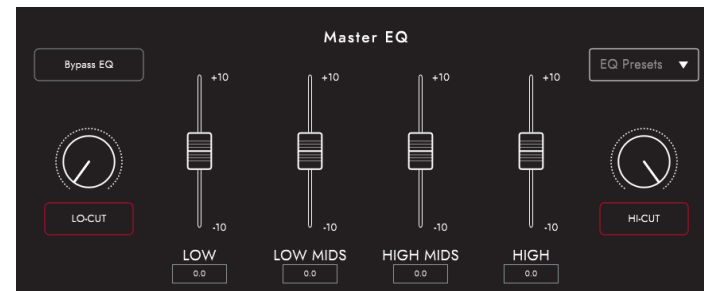 Master EQ
Bypass EQ
EQ Presets
+10 +10 +10 +10
LO-CUT
HI-CUT
-10 -10 -10 -10
LOW LOW MIDS HIGH MIDS HIGH
0.0 0.0 0.0 0.0